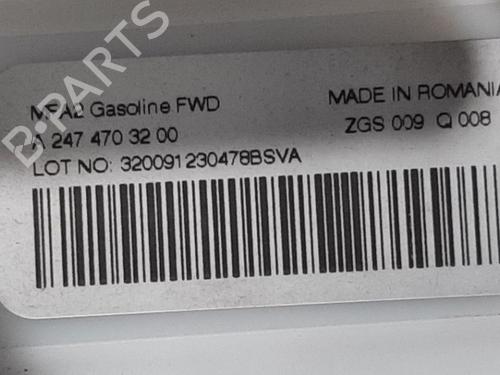 MFA2 Gasoline FWD MADE IN ROMANIA
A 247 470 32 00 ZGS 009 Q 008
LOT NO: 320091230478BSVA
B-PARTS